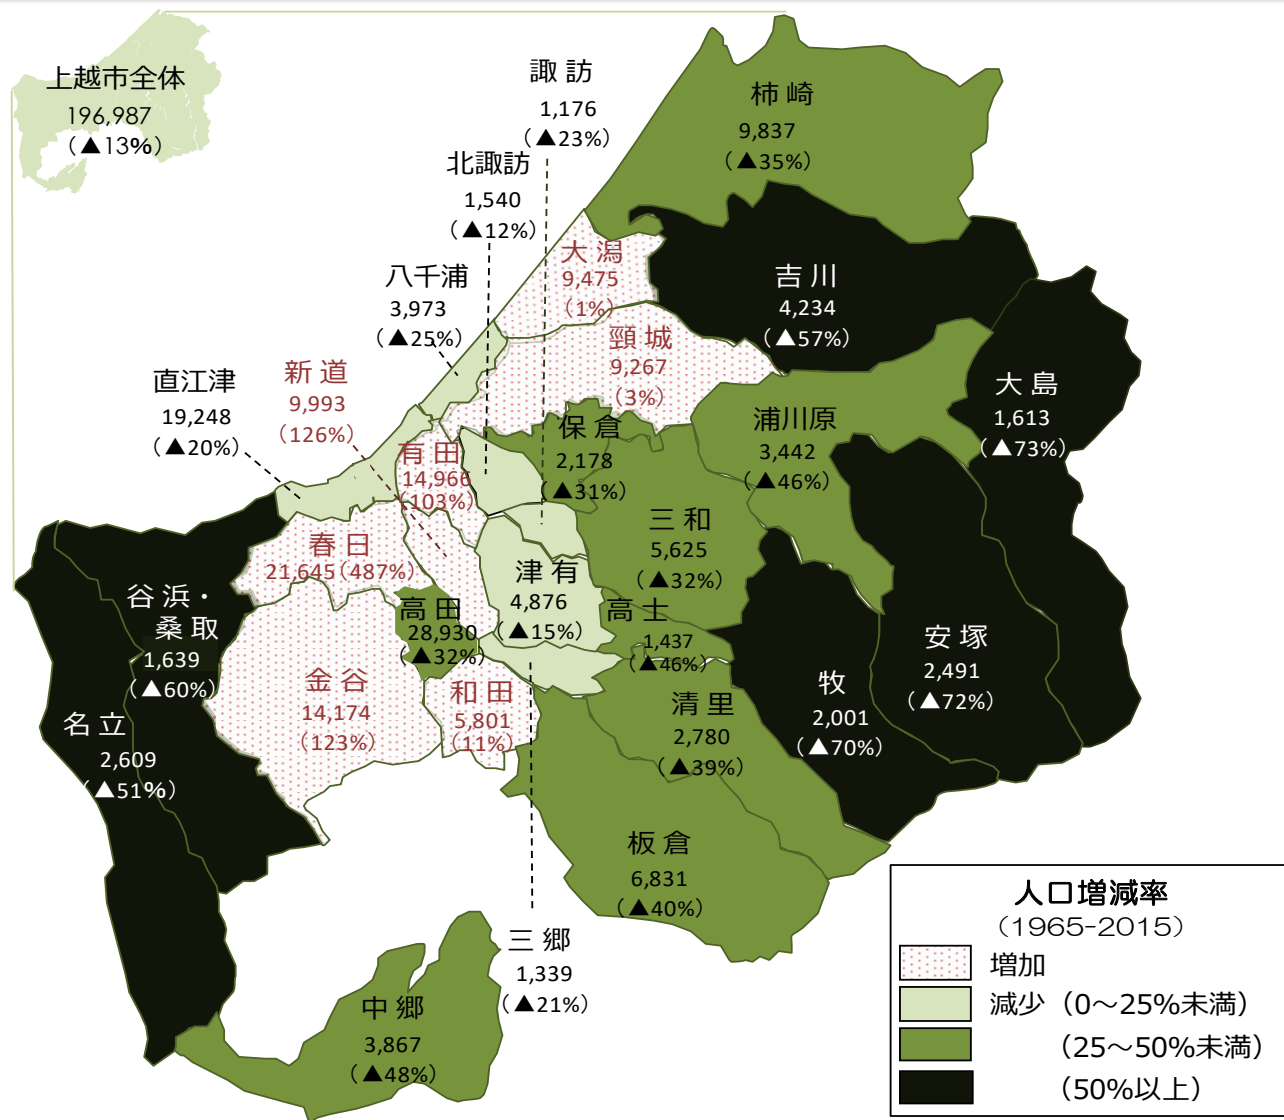 上越市全体
196,987
(▲13%)
諏訪
1,176
(▲23%)
柿崎
9,837
(▲35%)
北諏訪
1,540
(▲12%)
大潟
9,475
(1%)
吉川
4,234
(▲57%)
八千浦
3,973
(▲25%)
頸城
9,267
(3%)
新道
9,993
(126%)
直江津
19,248
(▲20%)
大島
1,613
(▲73%)
浦川原
3,442
(▲46%)
保倉
2,178
(▲31%)
有田
14,966
(103%)
三和
5,625
(▲32%)
春日
21,645(487%)
津有
4,876
(▲15%)
谷浜・
桑取
1,639
(▲60%)
高田
28,930
(▲32%)
高士
1,437
(▲46%)
安塚
2,491
(▲72%)
金谷
14,174
(123%)
和田
5,801
(11%)
牧
2,001
(▲70%)
清里
2,780
(▲39%)
名立
2,609
(▲51%)
板倉
6,831
(▲40%)
三郷
1,339
(▲21%)
中郷
3,867
(▲48%)
人口増減率
(1965-2015)
増加
減少 (0～25%未満)
(25～50%未満)
(50%以上)